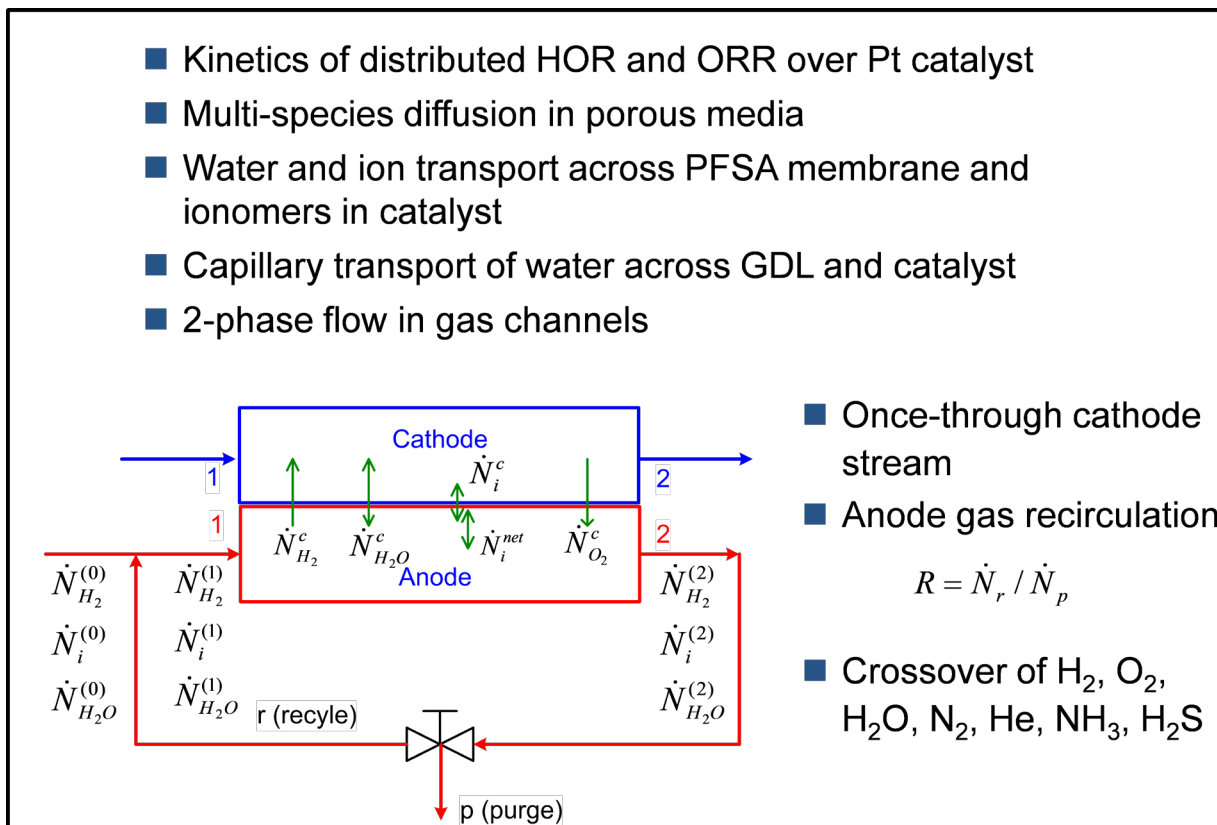 Kinetics of distributed HOR and ORR over Pt catalyst
Multi-species diffusion in porous media
Water and ion transport across PFSA membrane and
ionomers in catalyst
Capillary transport of water across GDL and catalyst
2-phase flow in gas channels
Cathode
1
2
Ṅ_i^c
1
2
Ṅ_{H_2}^c
Ṅ_{H_2O}^c
Ṅ_i^{net}
Ṅ_{O_2}^c
Anode
Ṅ_{H_2}^{(0)}
Ṅ_i^{(0)}
Ṅ_{H_2O}^{(0)}
Ṅ_{H_2}^{(1)}
Ṅ_i^{(1)}
Ṅ_{H_2O}^{(1)}
Ṅ_{H_2}^{(2)}
Ṅ_i^{(2)}
Ṅ_{H_2O}^{(2)}
r (recyle)
p (purge)
Once-through cathode
stream
Anode gas recirculation
R = Ṅ_r / Ṅ_p
Crossover of H₂, O₂,
H₂O, N₂, He, NH₃, H₂S